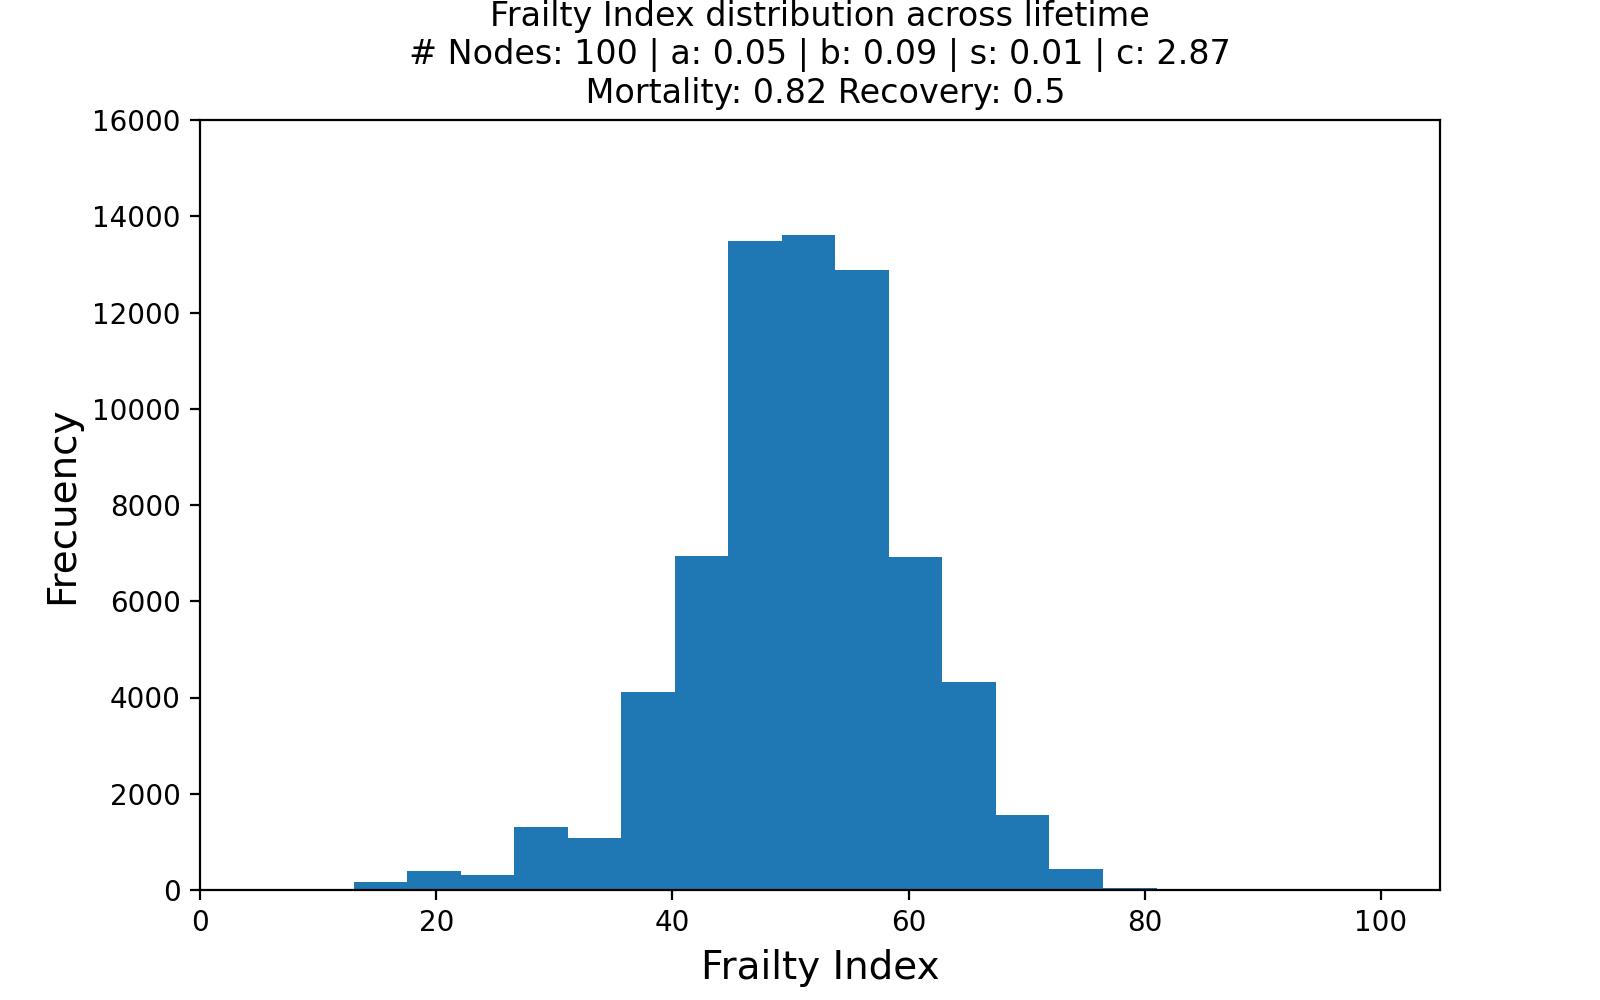 Frailty Index distribution across lifetime
# Nodes: 100 | a: 0.05 | b: 0.09 | s: 0.01 | c: 2.87
Mortality: 0.82 Recovery: 0.5
16000
14000
12000
10000
8000
6000
4000
2000
0
Frecuency
0 20 40 60 80 100
Frailty Index